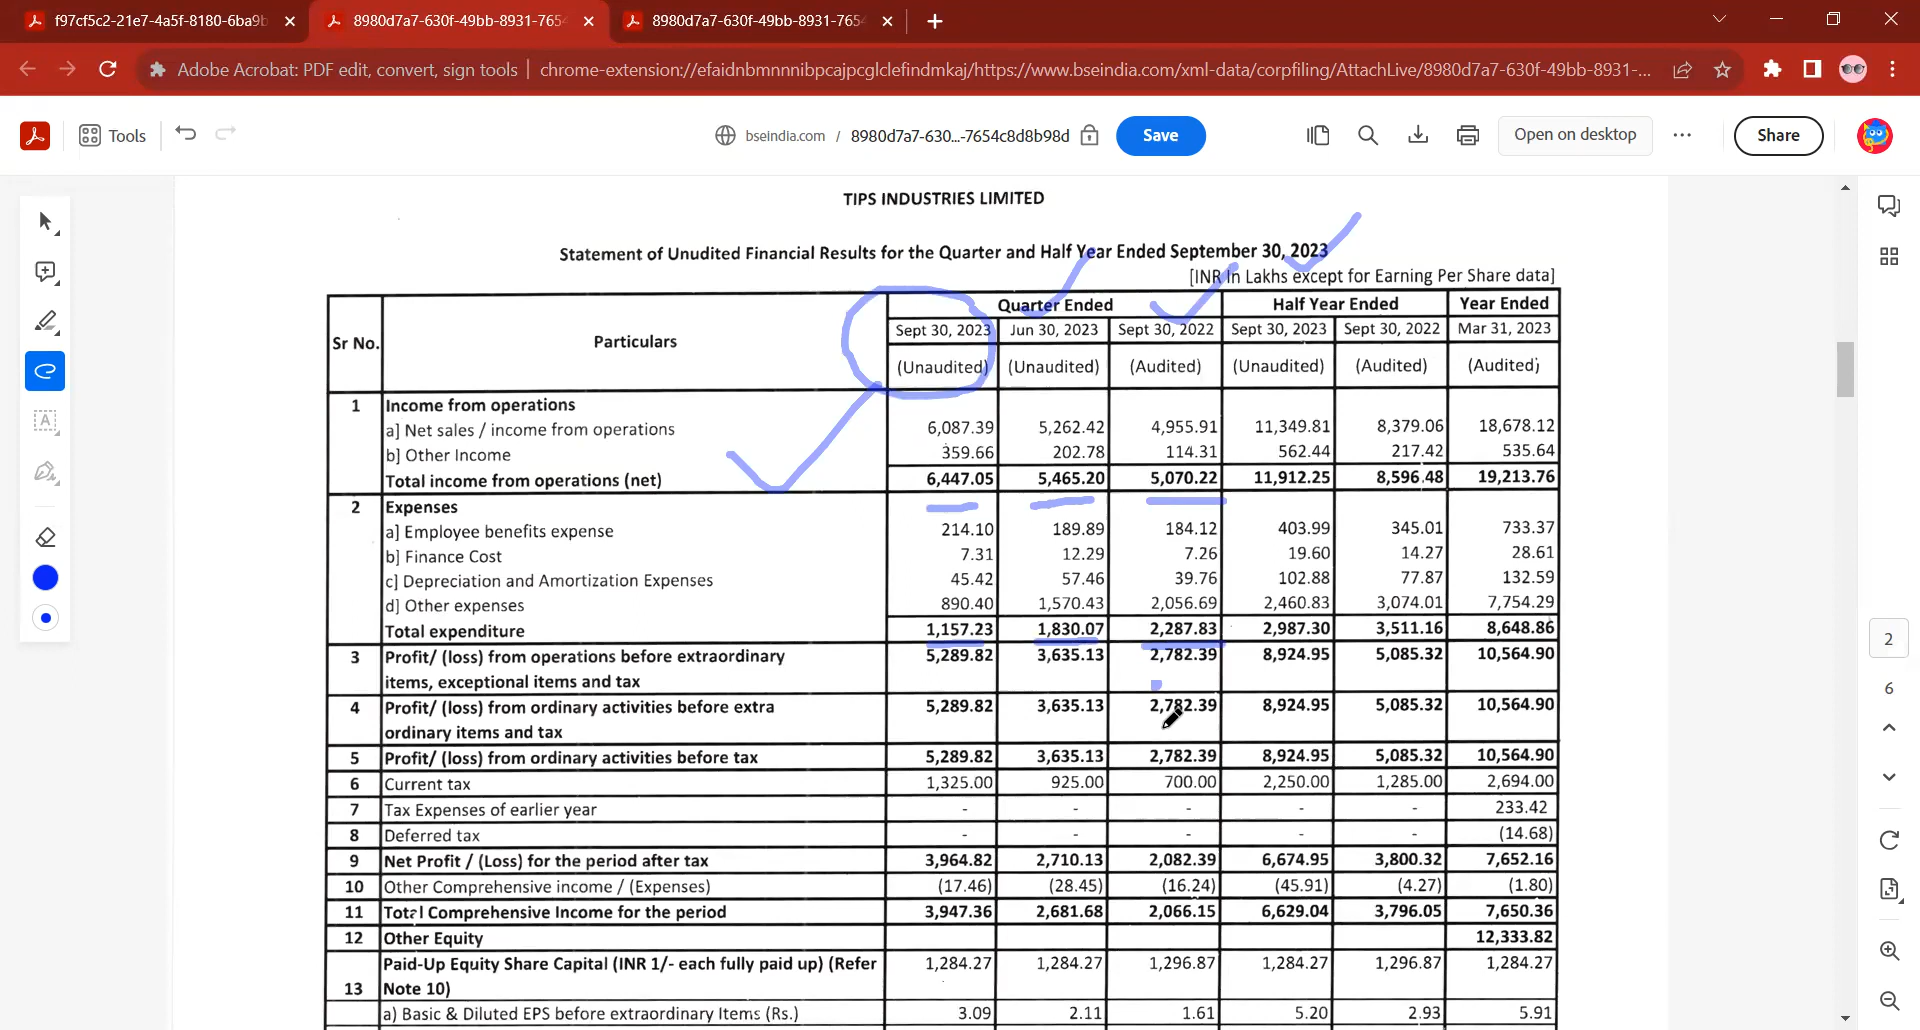 f97cf5c2-21e7-4a5f-8180-6ba9b
8980d7a7-630f-49bb-8931-7654
8980d7a7-630f-49bb-8931-7654
Adobe Acrobat: PDF edit, convert, sign tools | chrome-extension://efaidnbmnnnibpcajpcglclefindmkaj/https://www.bseindia.com/xml-data/corpfiling/AttachLive/8980d7a7-630f-49bb-8931-...
Tools
bseindia.com / 8980d7a7-630...-7654c8d8b98d
Save
Open on desktop
Share
TIPS INDUSTRIES LIMITED
Statement of Unudited Financial Results for the Quarter and Half Year Ended September 30, 2023
[INR In Lakhs except for Earning Per Share data]
Sr No. Particulars Quarter Ended Half Year Ended Year Ended
Sept 30, 2023 Jun 30, 2023 Sept 30, 2022 Sept 30, 2023 Sept 30, 2022 Mar 31, 2023
(Unaudited) (Unaudited) (Audited) (Unaudited) (Audited) (Audited)
1 Income from operations
a] Net sales / income from operations 6,087.39 5,262.42 4,955.91 11,349.81 8,379.06 18,678.12
b] Other Income 359.66 202.78 114.31 562.44 217.42 535.64
Total income from operations (net) 6,447.05 5,465.20 5,070.22 11,912.25 8,596.48 19,213.76
2 Expenses
a] Employee benefits expense 214.10 189.89 184.12 403.99 345.01 733.37
b] Finance Cost 7.31 12.29 7.26 19.60 14.27 28.61
c] Depreciation and Amortization Expenses 45.42 57.46 39.76 102.88 77.87 132.59
d] Other expenses 890.40 1,570.43 2,056.69 2,460.83 3,074.01 7,754.29
Total expenditure 1,157.23 1,830.07 2,287.83 2,987.30 3,511.16 8,648.86
3 Profit/ (loss) from operations before extraordinary 5,289.82 3,635.13 2,782.39 8,924.95 5,085.32 10,564.90
items, exceptional items and tax
4 Profit/ (loss) from ordinary activities before extra 5,289.82 3,635.13 2,782.39 8,924.95 5,085.32 10,564.90
ordinary items and tax
5 Profit/ (loss) from ordinary activities before tax 5,289.82 3,635.13 2,782.39 8,924.95 5,085.32 10,564.90
6 Current tax 1,325.00 925.00 700.00 2,250.00 1,285.00 2,694.00
7 Tax Expenses of earlier year - - - - - 233.42
8 Deferred tax - - - - - (14.68)
9 Net Profit / (Loss) for the period after tax 3,964.82 2,710.13 2,082.39 6,674.95 3,800.32 7,652.16
10 Other Comprehensive income / (Expenses) (17.46) (28.45) (16.24) (45.91) (4.27) (1.80)
11 Total Comprehensive Income for the period 3,947.36 2,681.68 2,066.15 6,629.04 3,796.05 7,650.36
12 Other Equity 12,333.82
13 Paid-Up Equity Share Capital (INR 1/- each fully paid up) (Refer 1,284.27 1,284.27 1,296.87 1,284.27 1,296.87 1,284.27
Note 10)
a) Basic & Diluted EPS before extraordinary Items (Rs.) 3.09 2.11 1.61 5.20 2.93 5.91
2
6